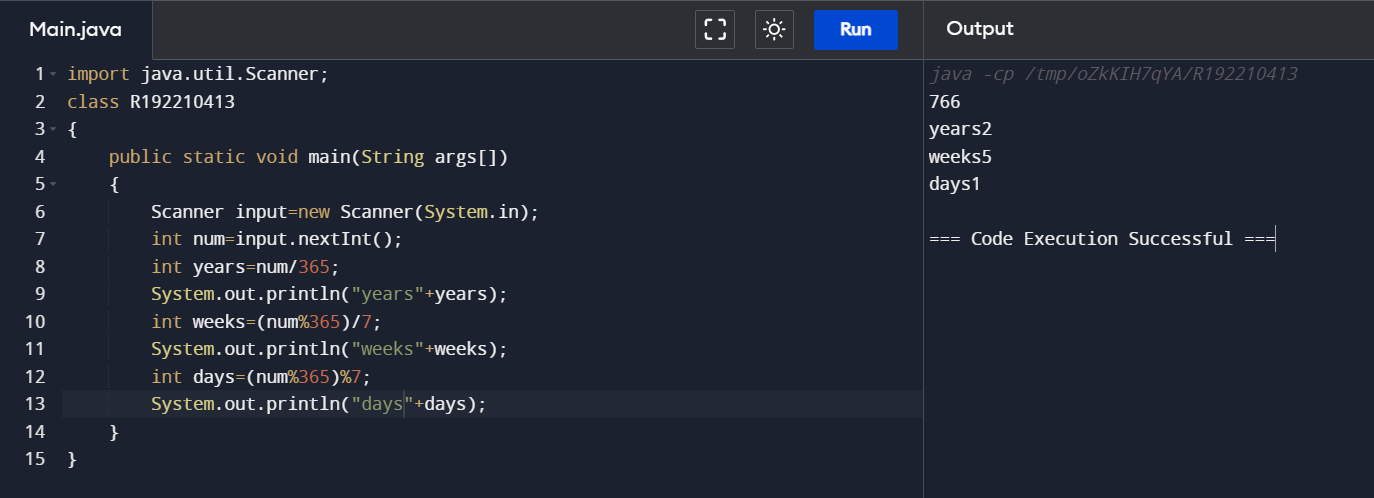 Main.java
Run
Output
1 import java.util.Scanner;
2 class R192210413
3 {
4     public static void main(String args[])
5     {
6         Scanner input=new Scanner(System.in);
7         int num=input.nextInt();
8         int years=num/365;
9         System.out.println("years"+years);
10         int weeks=(num%365)/7;
11         System.out.println("weeks"+weeks);
12         int days=(num%365)%7;
13         System.out.println("days"+days);
14     }
15 }
java -cp /tmp/oZkKIH7qYA/R192210413
766
years2
weeks5
days1
=== Code Execution Successful ===